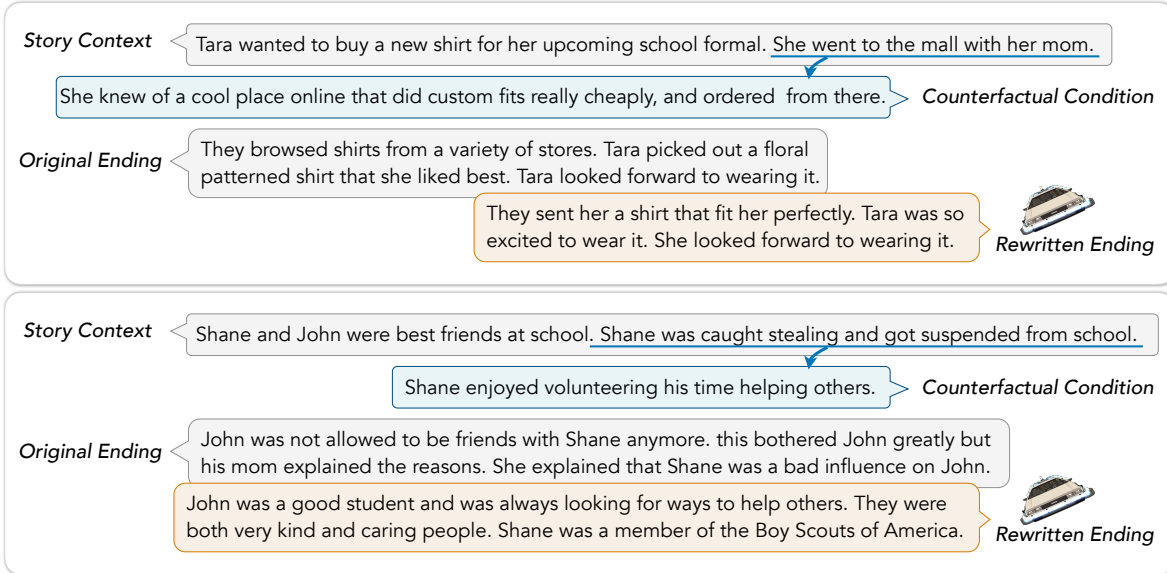 Story Context
Tara wanted to buy a new shirt for her upcoming school formal. She went to the mall with her mom.
She knew of a cool place online that did custom fits really cheaply, and ordered from there.
Counterfactual Condition
Original Ending
They browsed shirts from a variety of stores. Tara picked out a floral
patterned shirt that she liked best. Tara looked forward to wearing it.
They sent her a shirt that fit her perfectly. Tara was so
excited to wear it. She looked forward to wearing it.
Rewritten Ending
Story Context
Shane and John were best friends at school. Shane was caught stealing and got suspended from school.
Shane enjoyed volunteering his time helping others.
Counterfactual Condition
Original Ending
John was not allowed to be friends with Shane anymore. this bothered John greatly but
his mom explained the reasons. She explained that Shane was a bad influence on John.
John was a good student and was always looking for ways to help others. They were
both very kind and caring people. Shane was a member of the Boy Scouts of America.
Rewritten Ending